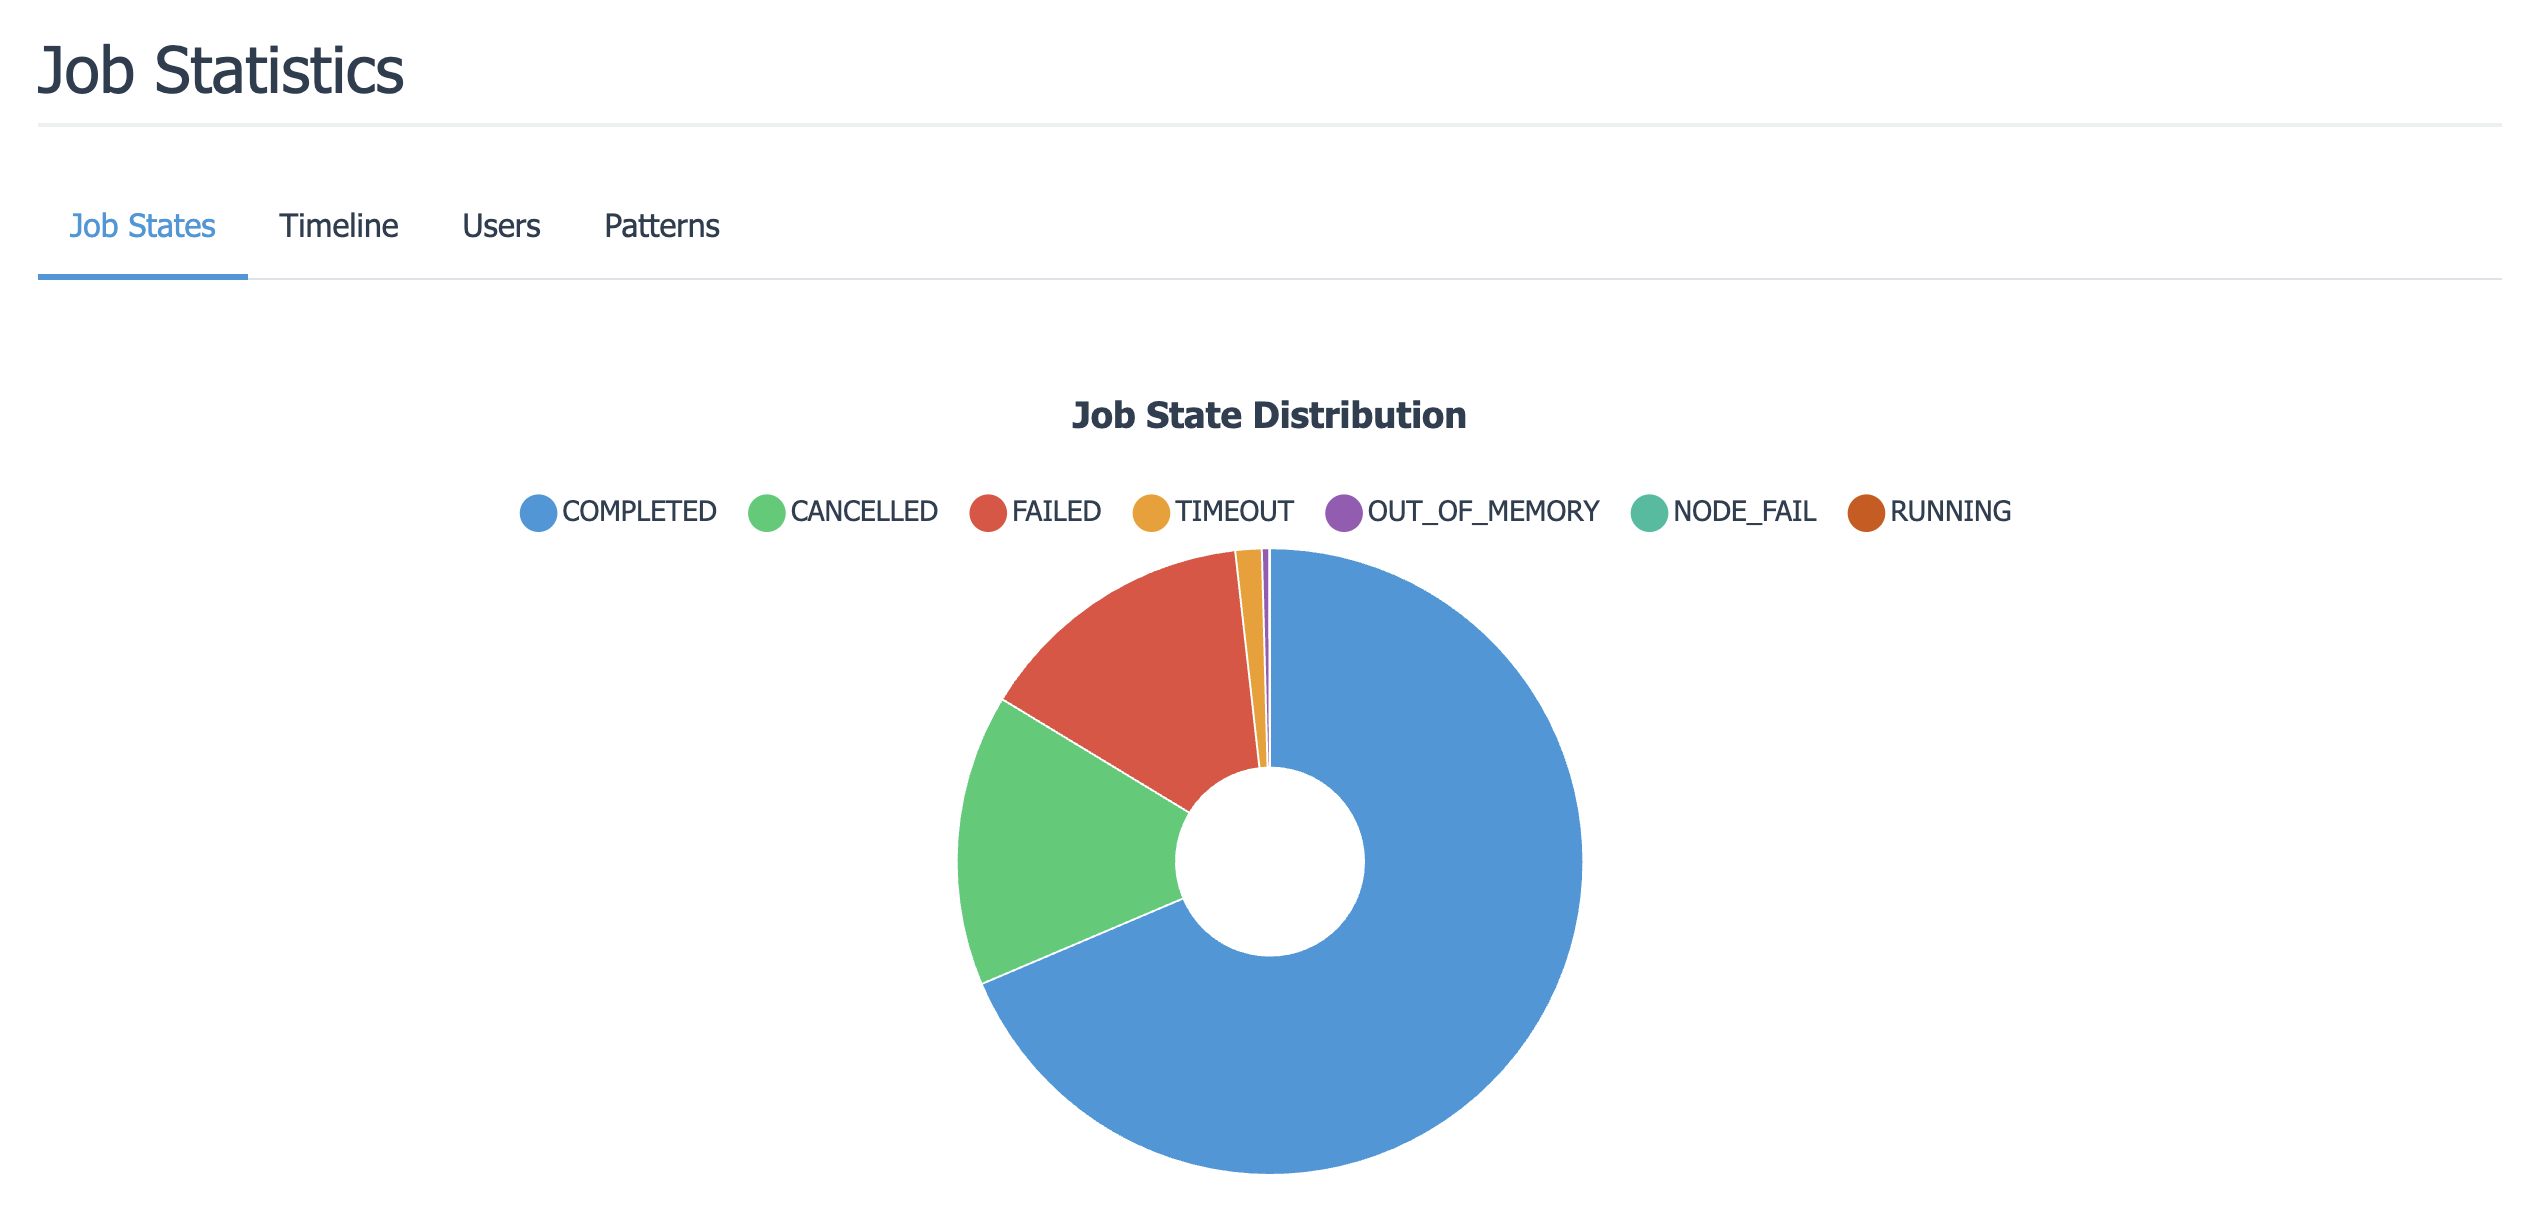 Job Statistics
Job States Timeline Users Patterns
Job State Distribution
COMPLETED CANCELLED FAILED TIMEOUT OUT_OF_MEMORY NODE_FAIL RUNNING